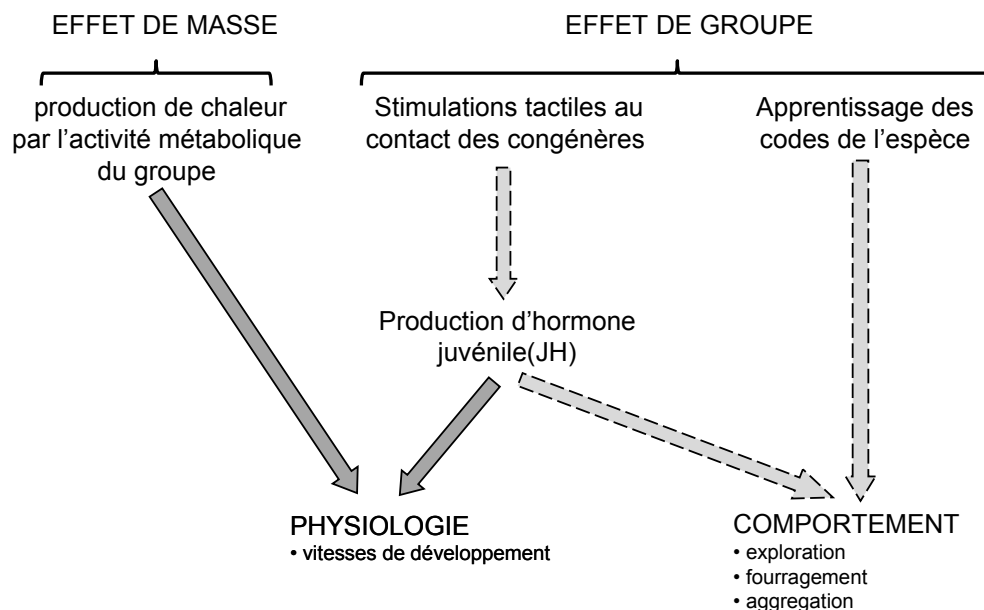 EFFET DE MASSE
EFFET DE GROUPE
production de chaleur
par l’activité métabolique
du groupe
Stimulations tactiles au
contact des congénères
Apprentissage des
codes de l’espèce
Production d’hormone
juvénile(JH)
PHYSIOLOGIE
• vitesses de développement
COMPORTEMENT
• exploration
• fourragement
• aggregation